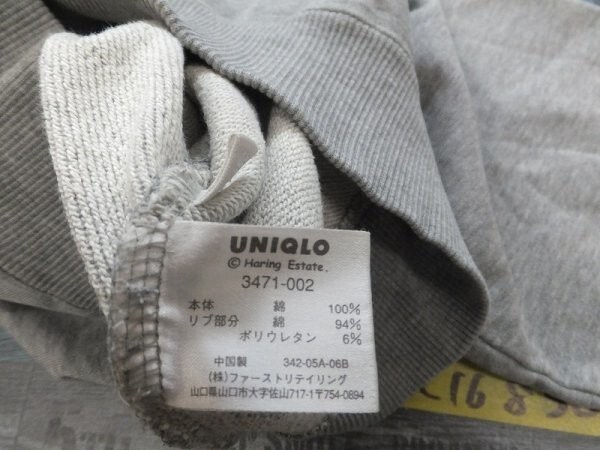 UNIQLO
© Haring Estate.
3471-002
本体 綿 100%
リブ部分 綿 94%
ポリウレタン 6%
中国製 342-05A-06B
(株)ファーストリテイリング
山口県山口市大字佐山717-1〒754-0894